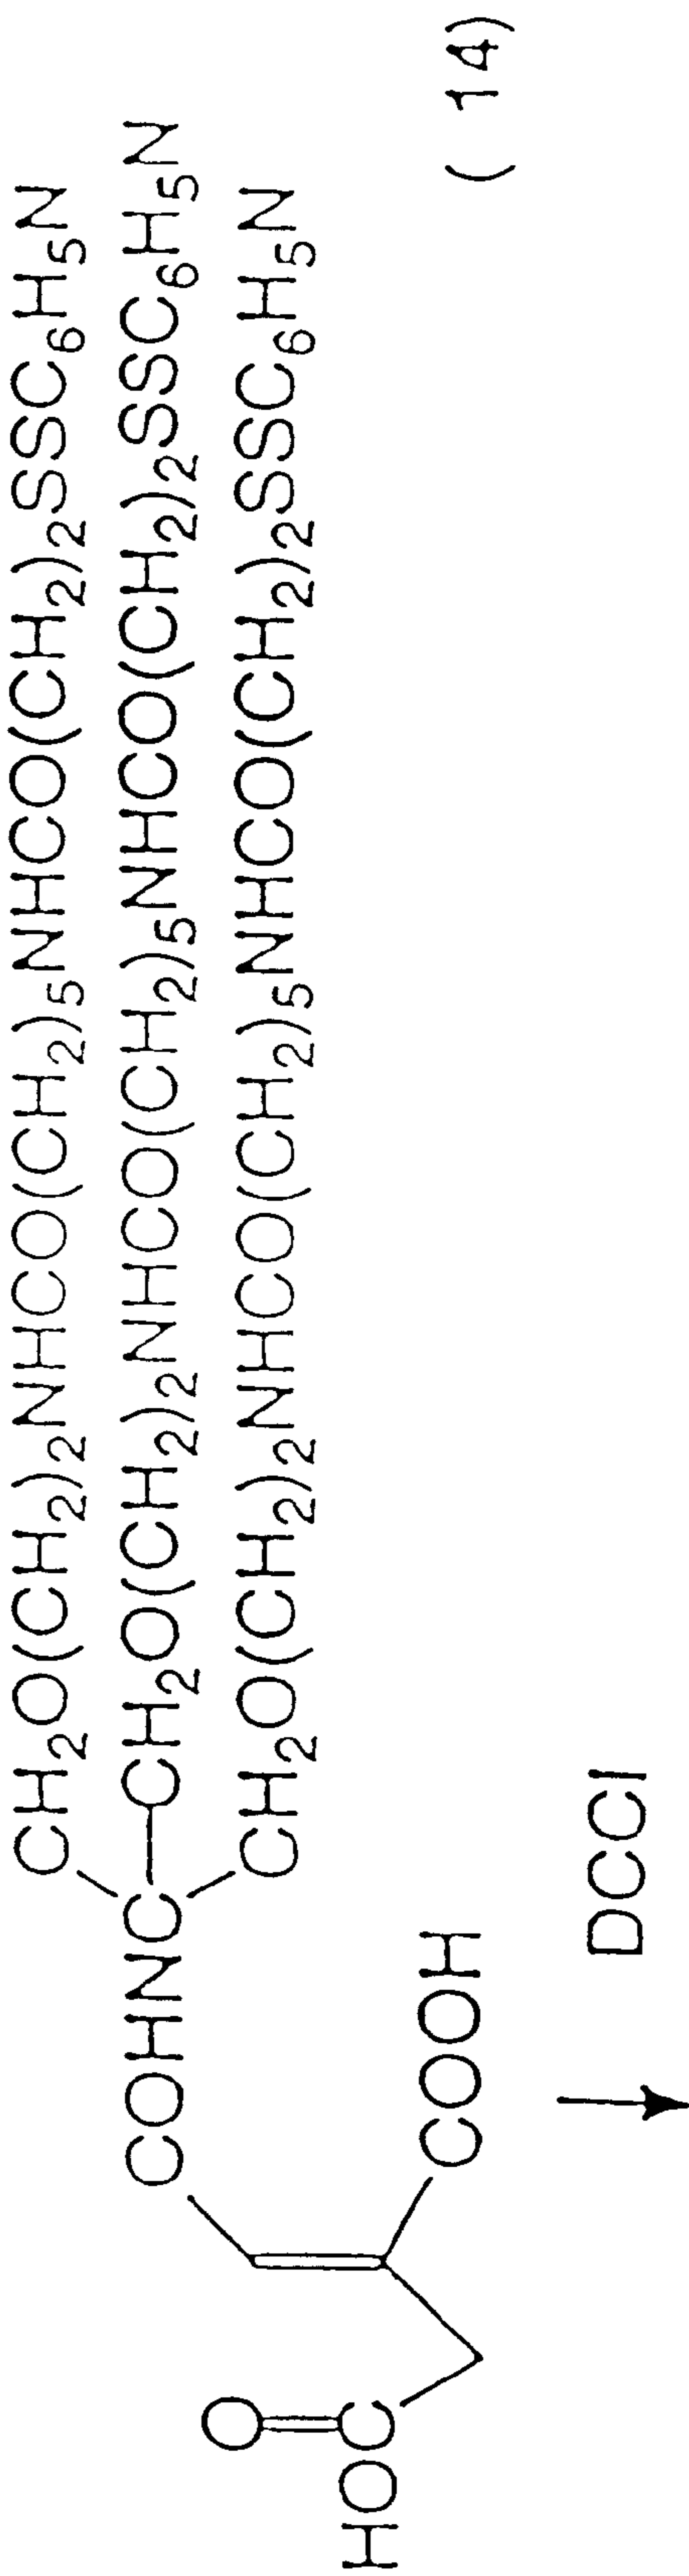 CH₂O(CH₂)₂NHCO(CH₂)₅NHCO(CH₂)₂SSC₆H₅N
COHNC—CH₂O(CH₂)₂NHCO(CH₂)₅NHCO(CH₂)₂SSC₆H₅N
CH₂O(CH₂)₂NHCO(CH₂)₅NHCO(CH₂)₂SSC₆H₅N
O
HOC
COOH
( 14)
DCCI